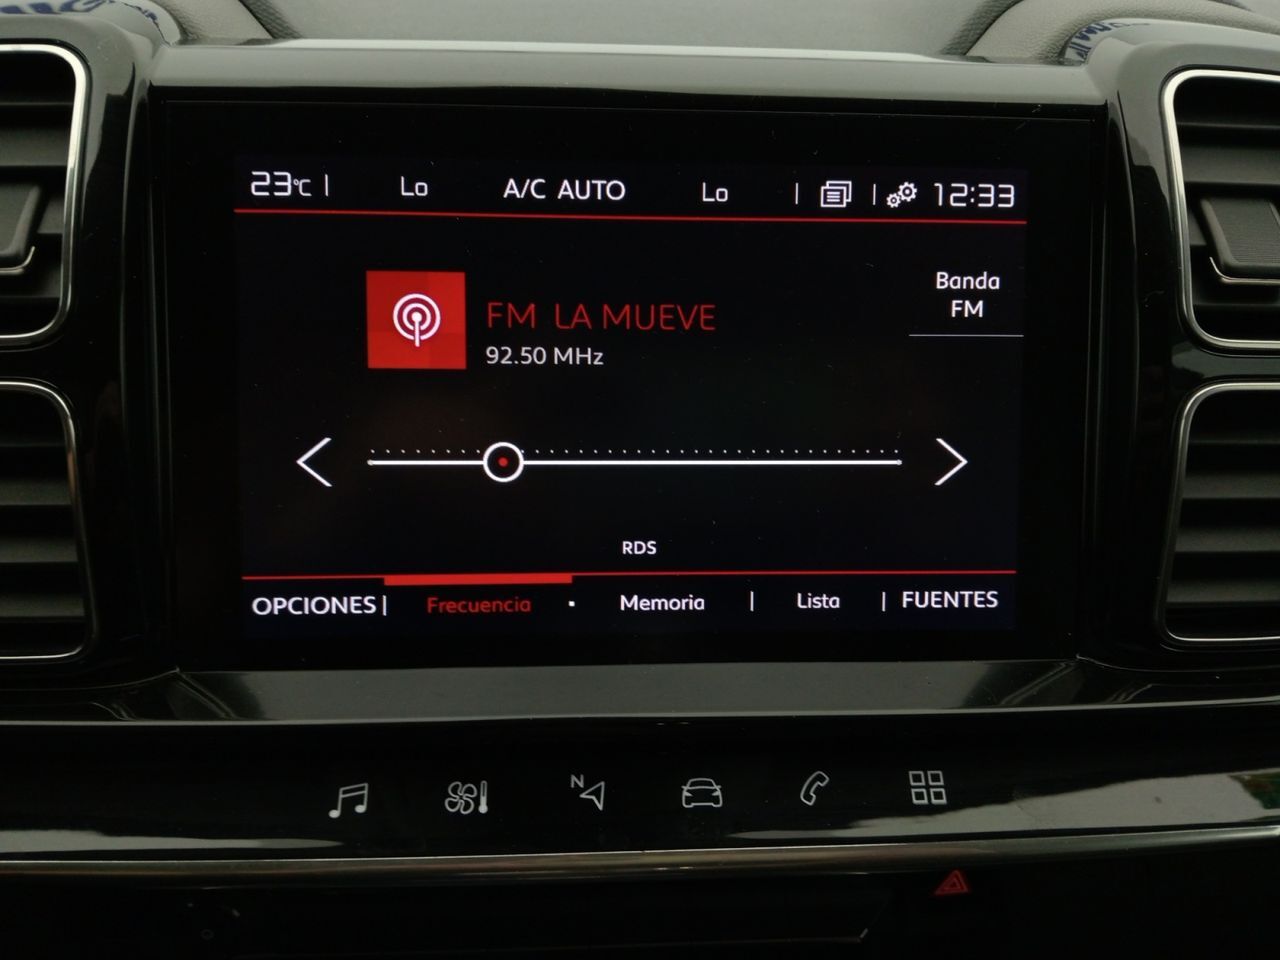 23°C | Lo A/C AUTO Lo | | 12:33
Banda
FM
FM LA MUEVE
92.50 MHz
RDS
OPCIONES | Frecuencia · Memoria | Lista | FUENTES
N